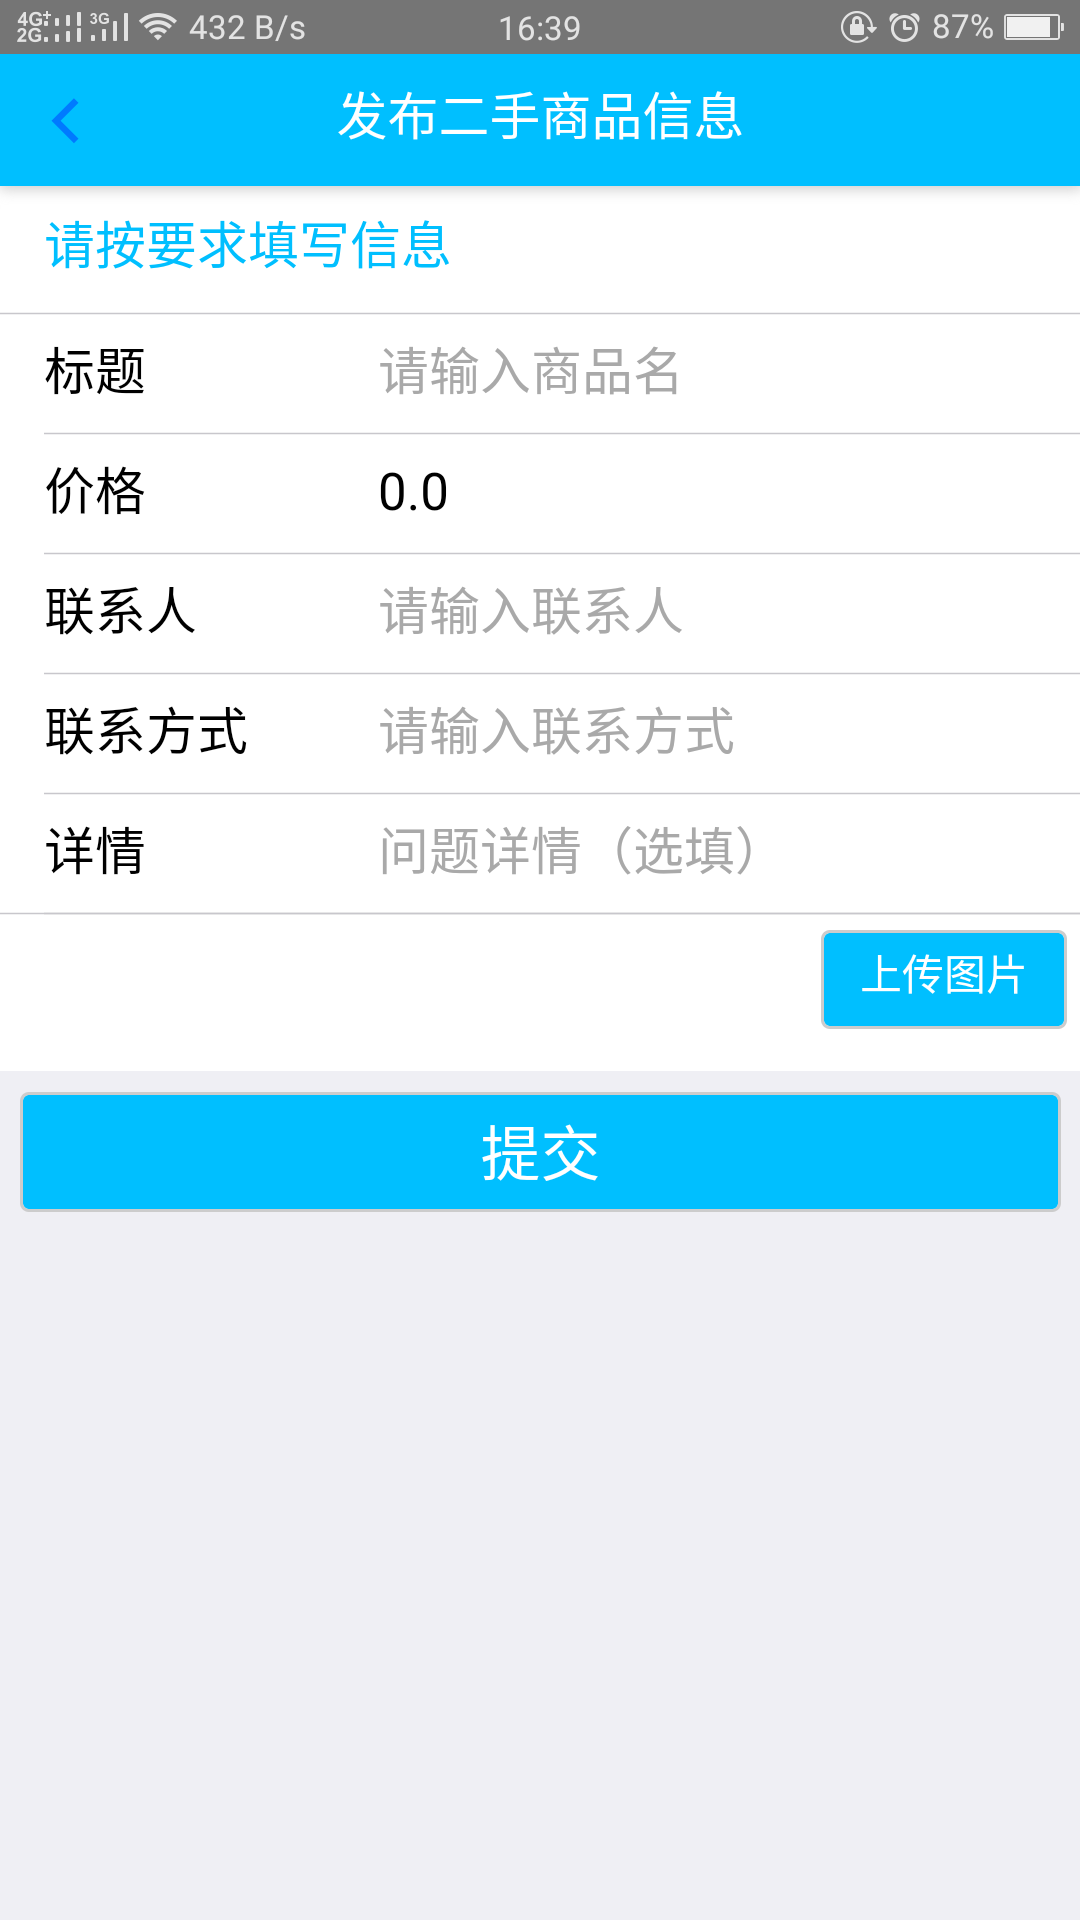 4G+ 2G 3G 432 B/s 16:39 87%
发布二手商品信息
请按要求填写信息
标题 请输入商品名
价格 0.0
联系人 请输入联系人
联系方式 请输入联系方式
详情 问题详情（选填）
上传图片
提交